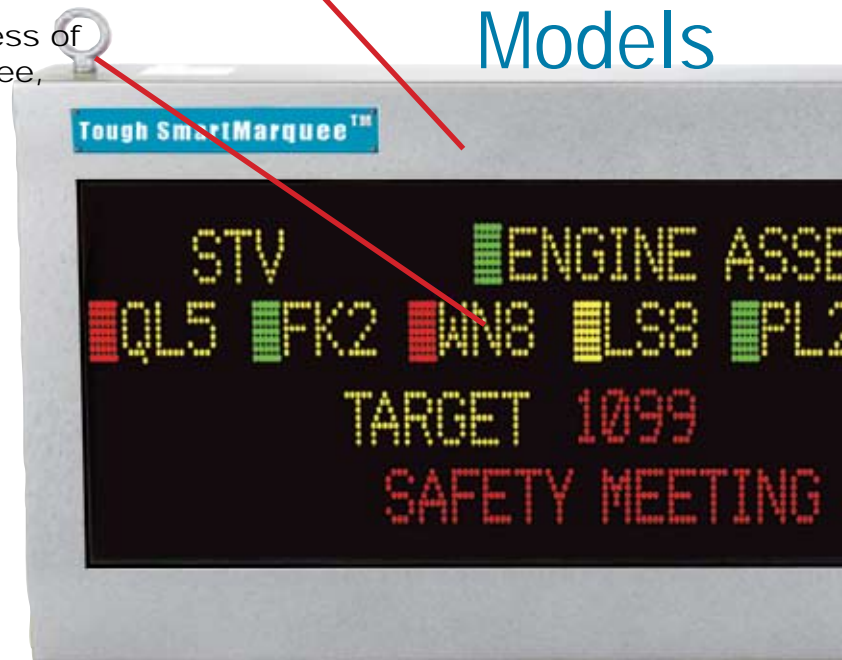 Models
ess of
ee,
Tough SmartMarquee™
STV ENGINE ASSE
QL5 FK2 WN8 LS8 PL2
TARGET 1099
SAFETY MEETING